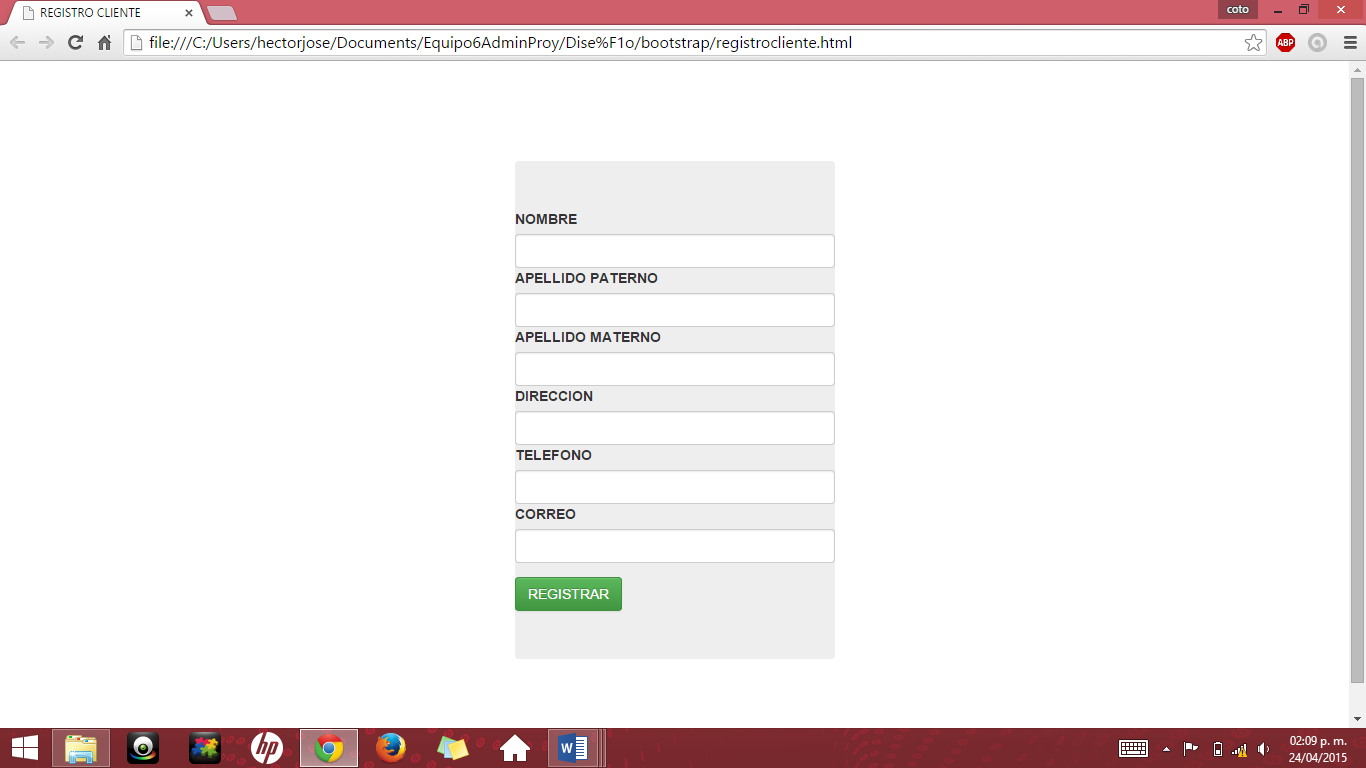 REGISTRO CLIENTE
coto
file:///C:/Users/hectorjose/Documents/Equipo6AdminProy/Dise%F1o/bootstrap/registrocliente.html
ABP
NOMBRE
APELLIDO PATERNO
APELLIDO MATERNO
DIRECCION
TELEFONO
CORREO
REGISTRAR
hp
W
02:09 p. m.
24/04/2015